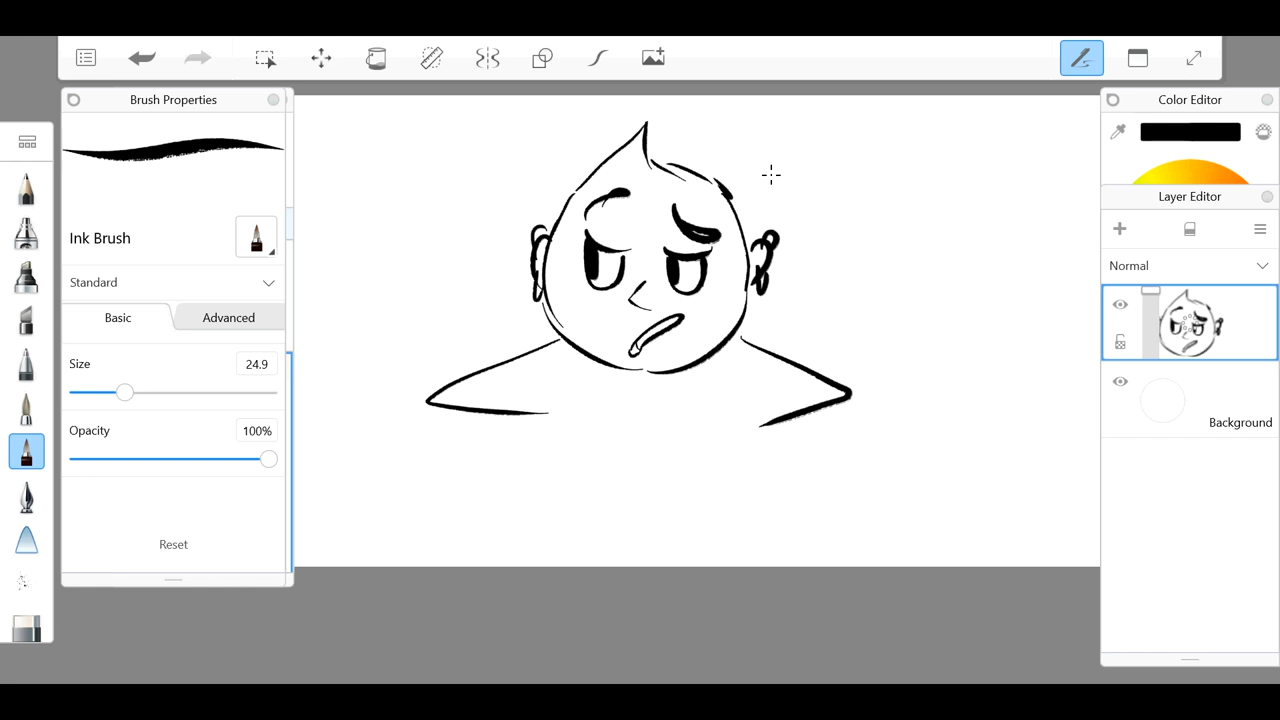 Brush Properties
Ink Brush
Standard
Basic
Advanced
Size
24.9
Opacity
100%
Reset
Color Editor
Layer Editor
Normal
Background